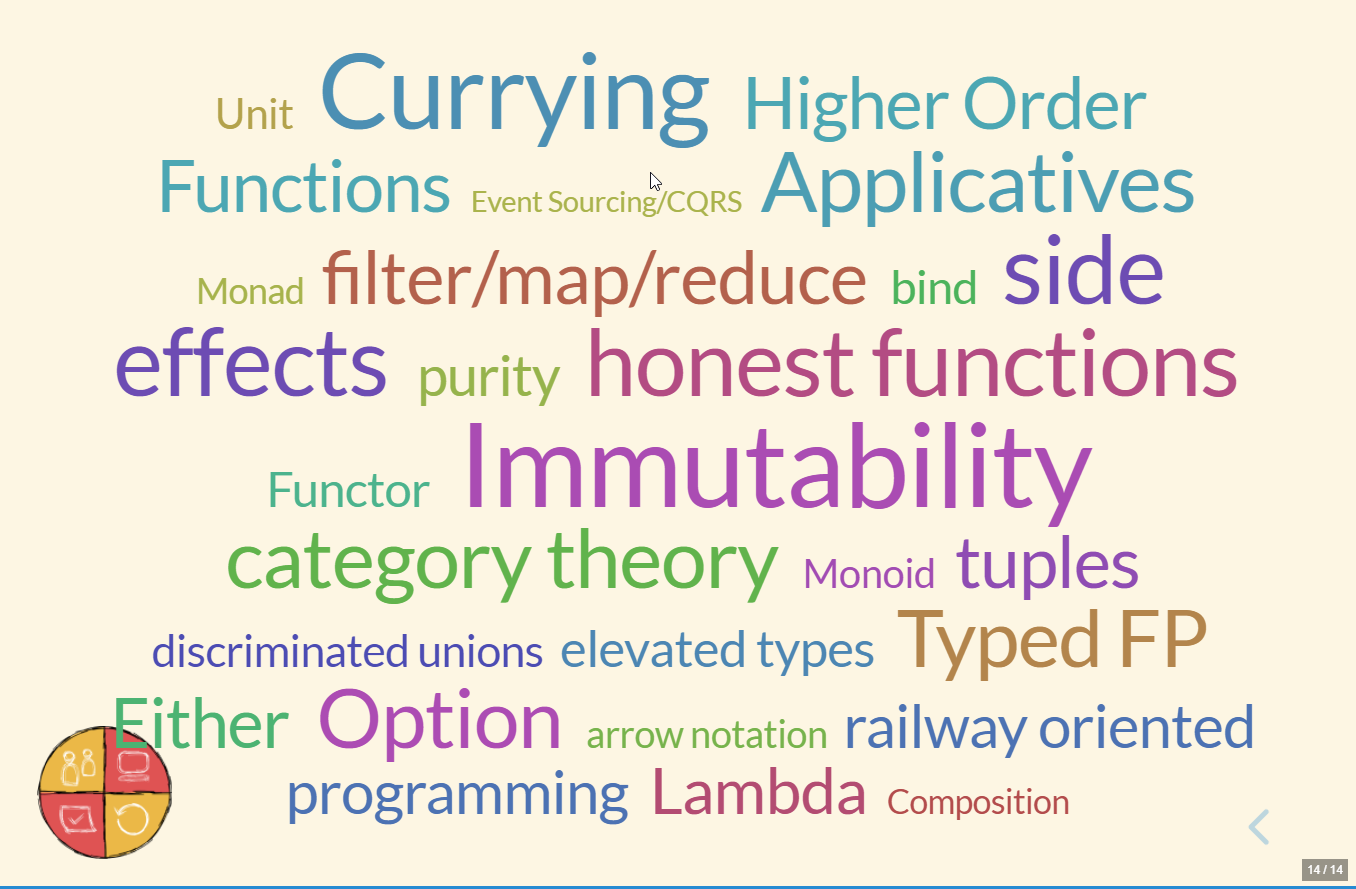 Unit Currying Higher Order
Functions Event Sourcing/CQRS Applicatives
Monad filter/map/reduce bind side
effects purity honest functions
Functor Immutability
category theory Monoid tuples
discriminated unions elevated types Typed FP
Either Option arrow notation railway oriented
programming Lambda Composition
14 / 14